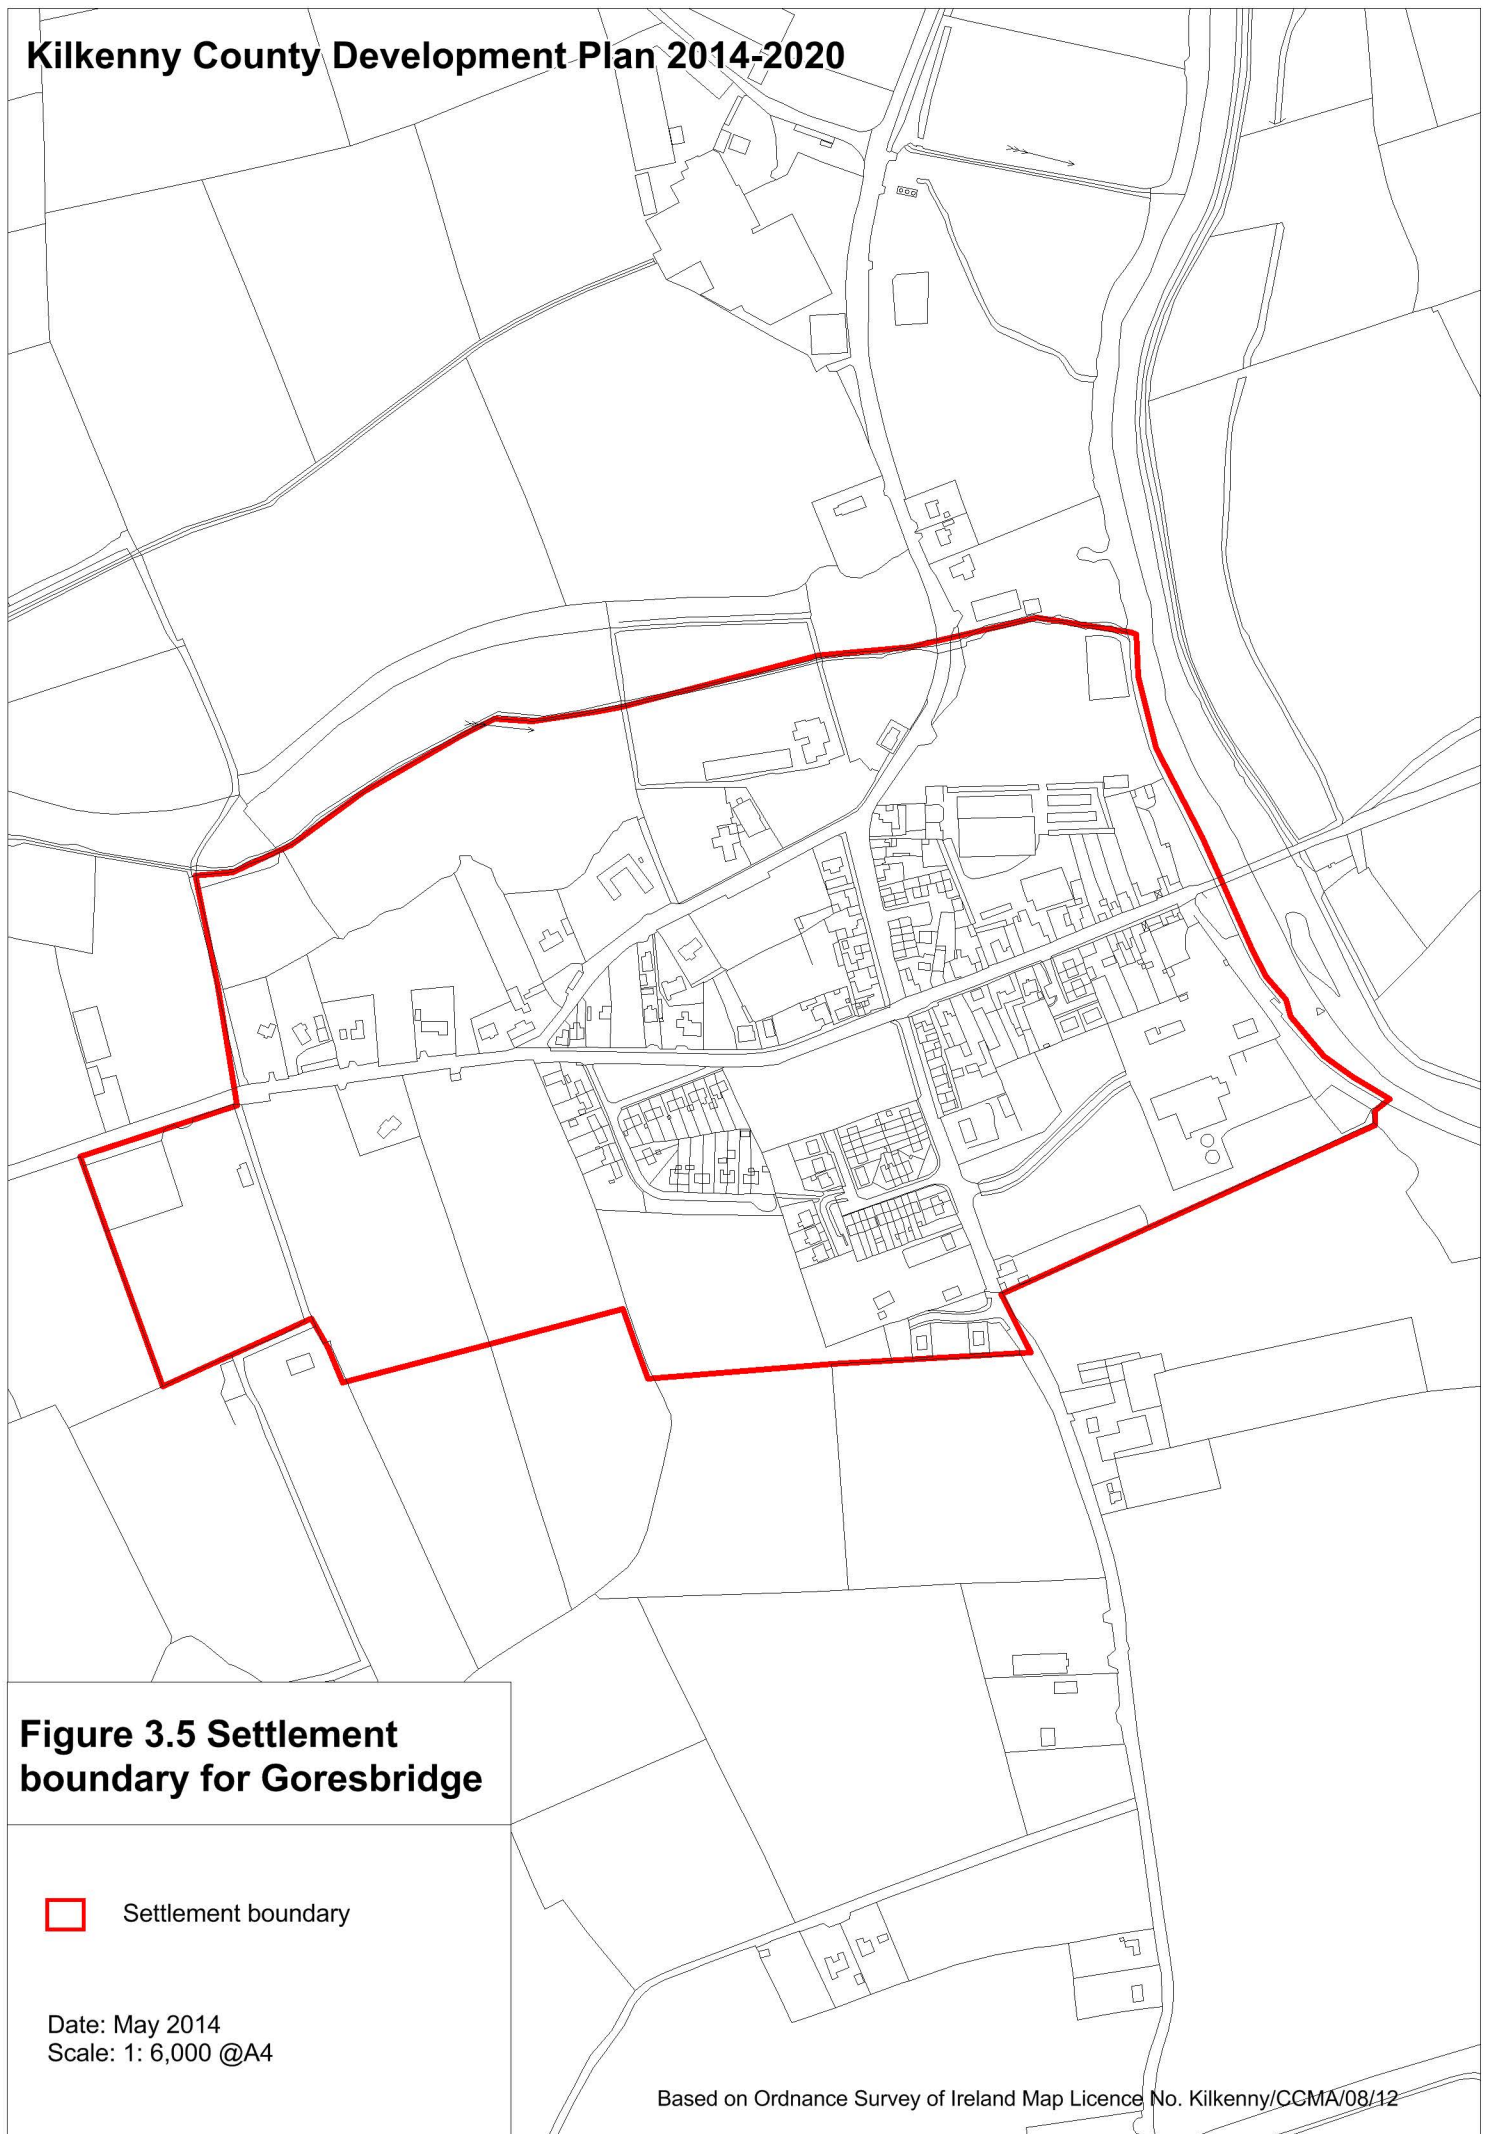 Kilkenny County Development Plan 2014-2020
Figure 3.5 Settlement
boundary for Goresbridge
Settlement boundary
Date: May 2014
Scale: 1: 6,000 @A4
Based on Ordnance Survey of Ireland Map Licence No. Kilkenny/CCMA/08/12